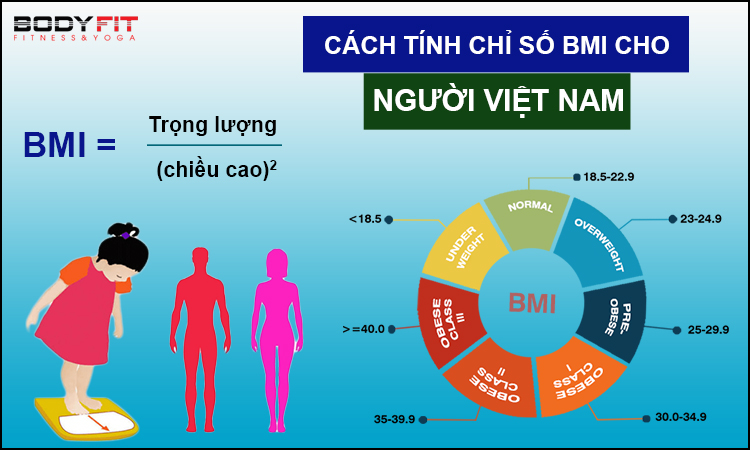 BODYFIT
FITNESS&YOGA
CÁCH TÍNH CHỈ SỐ BMI CHO
NGƯỜI VIỆT NAM
BMI =
Trọng lượng
(chiều cao)²
18.5-22.9
<18.5
23-24.9
NORMAL
UNDER
WEIGHT
OVERWEIGHT
BMI
OBESE
CLASS
III
PRE-
OBESE
>=40.0
25-29.9
OBESE
CLASS
II
OBESE
CLASS
I
35-39.9
30.0-34.9